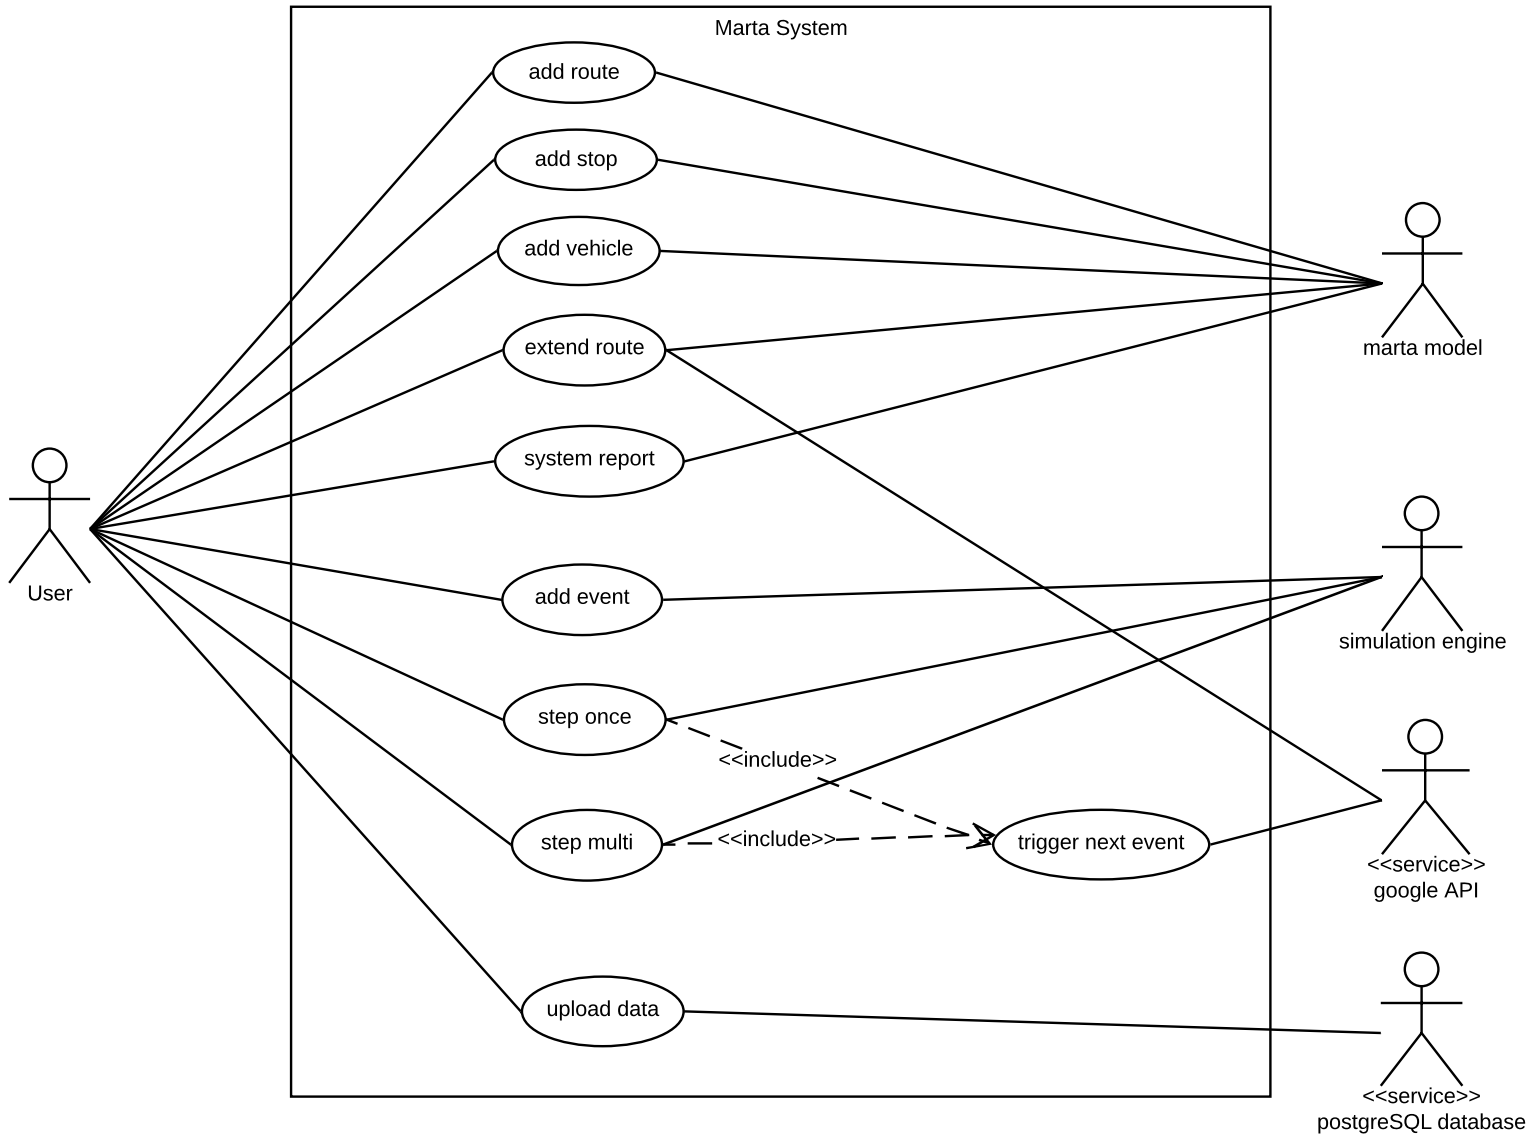 Marta System
add route
add stop
add vehicle
extend route
marta model
system report
User
add event
simulation engine
step once
<<include>>
step multi
<<include>>
trigger next event
<<service>>
google API
upload data
<<service>>
postgreSQL database